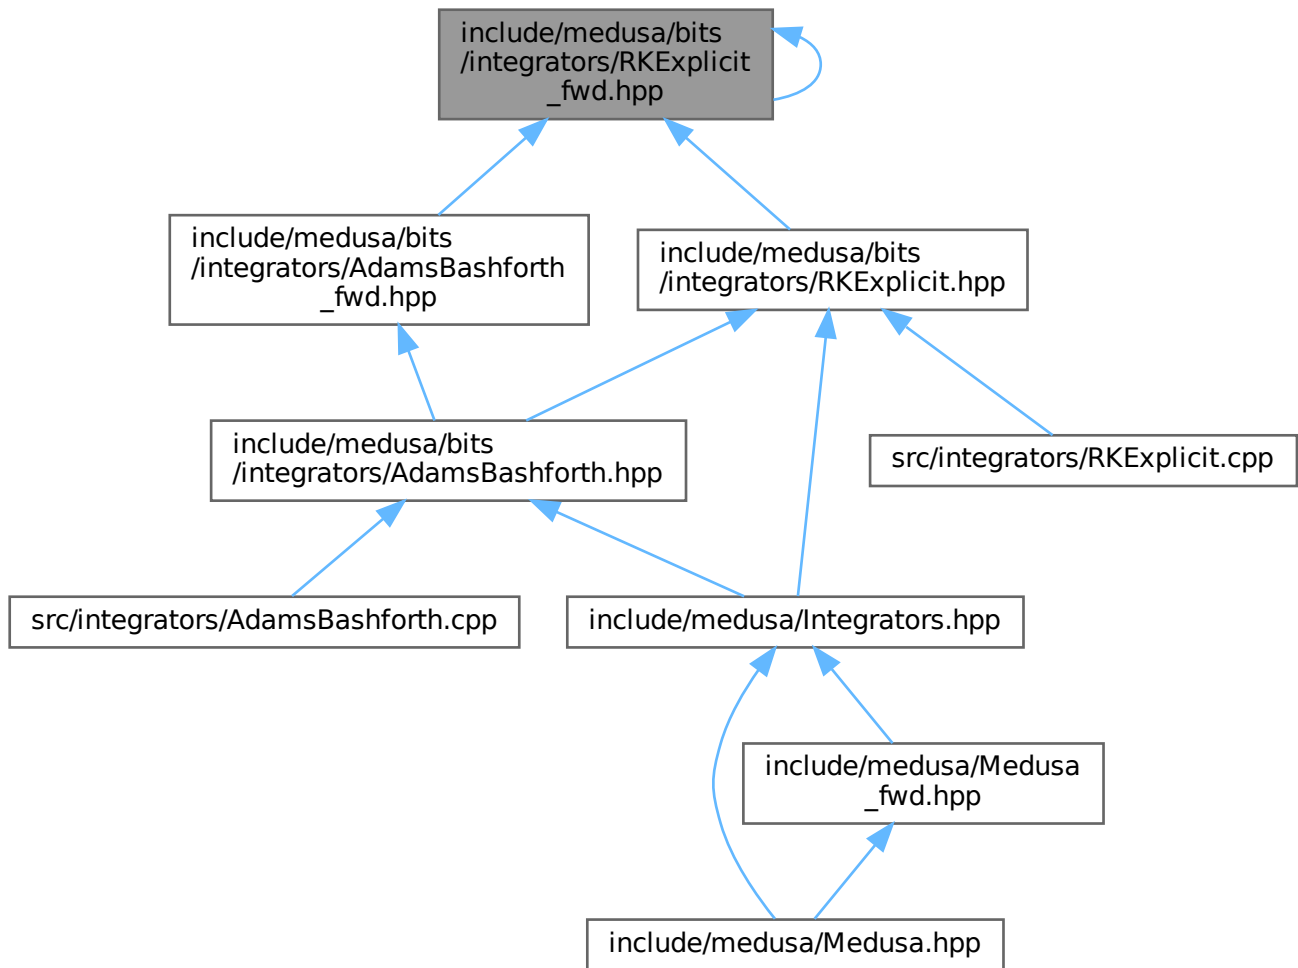 include/medusa/bits
/integrators/RKExplicit
_fwd.hpp
include/medusa/bits
/integrators/AdamsBashforth
_fwd.hpp
include/medusa/bits
/integrators/RKExplicit.hpp
include/medusa/bits
/integrators/AdamsBashforth.hpp
src/integrators/RKExplicit.cpp
src/integrators/AdamsBashforth.cpp
include/medusa/Integrators.hpp
include/medusa/Medusa
_fwd.hpp
include/medusa/Medusa.hpp